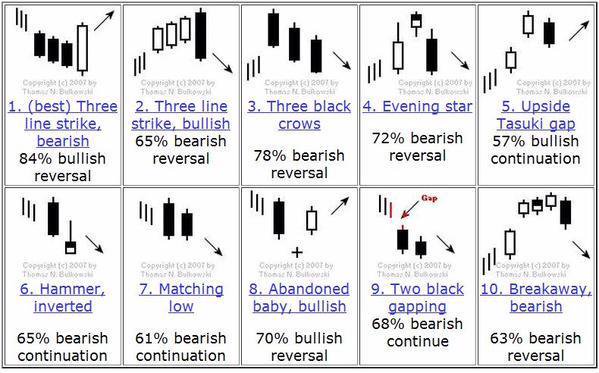 Copyright (c) 2007 by
Thomas N. Bulkowski
1. (best) Three
line strike,
bearish
84% bullish
reversal
Copyright (c) 2007 by
Thomas N. Bulkowski
2. Three line
strike, bullish
65% bearish
reversal
Copyright (c) 2007 by
Thomas N. Bulkowski
3. Three black
crows
78% bearish
reversal
Copyright (c) 2007 by
Thomas N. Bulkowski
4. Evening star
72% bearish
reversal
Copyright (c) 2007 by
Thomas N. Bulkowski
5. Upside
Tasuki gap
57% bullish
continuation
Copyright (c) 2007 by
Thomas N. Bulkowski
6. Hammer,
inverted
65% bearish
continuation
Copyright (c) 2007 by
Thomas N. Bulkowski
7. Matching
low
61% bearish
continuation
Copyright (c) 2007 by
Thomas N. Bulkowski
8. Abandoned
baby, bullish
70% bullish
reversal
Gap
Copyright (c) 2007 by
Thomas N. Bulkowski
9. Two black
gapping
68% bearish
continue
Copyright (c) 2007 by
Thomas N. Bulkowski
10. Breakaway,
bearish
63% bearish
reversal